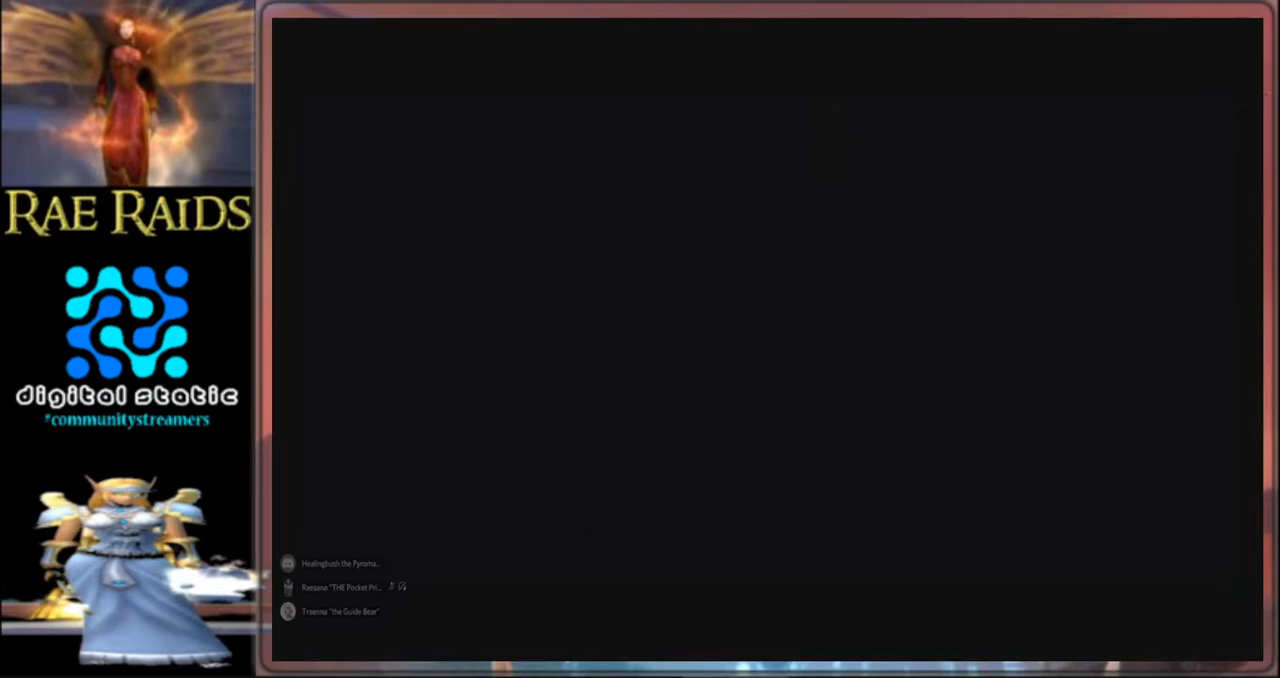 RAE RAIDS
digital static
*communitystreamers
Healingbush the Pyroma...
Raesana "THE Pocket Pri...
Traenna "the Guide Bear"